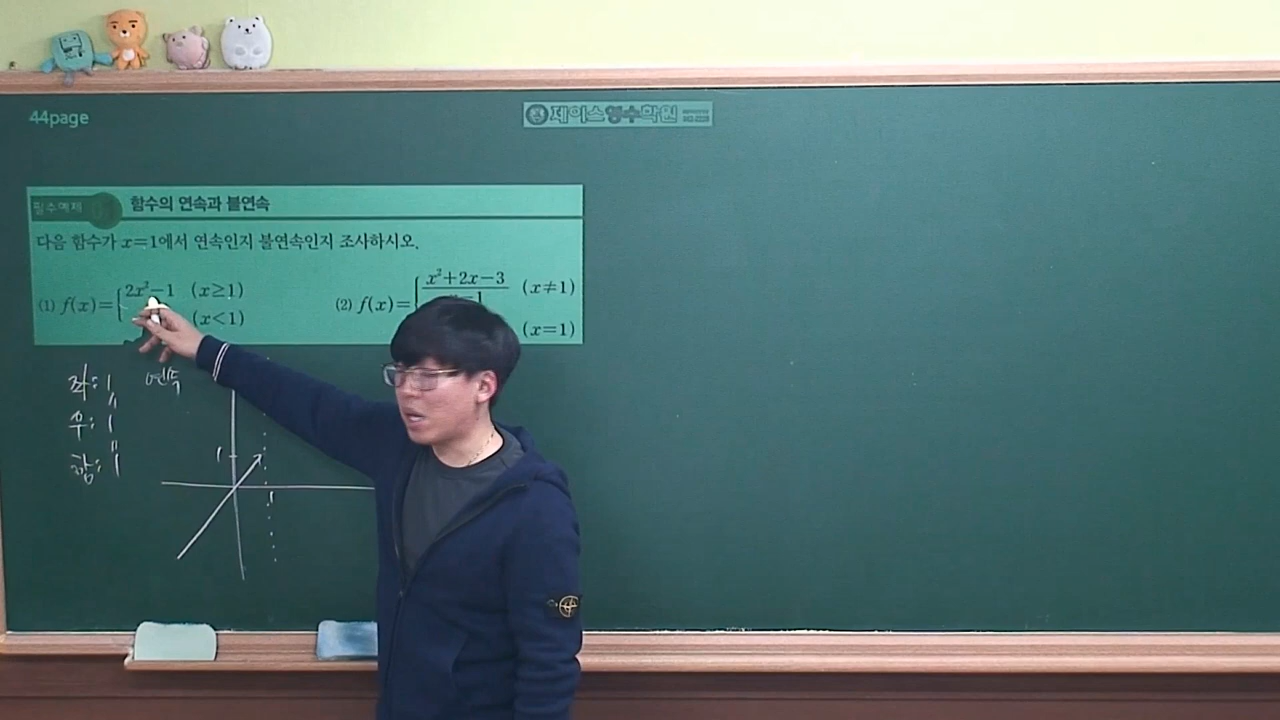 44page
제이스영수학원
필수예제 01 함수의 연속과 불연속
다음 함수가 x=1에서 연속인지 불연속인지 조사하시오.
(1) f(x)={2x²-1 (x≥1)
(x<1)
(2) f(x)={x²+2x-3 (x≠1)
(x=1)
좌: 1
연속
"
우: 1
"
함: 1
1
1